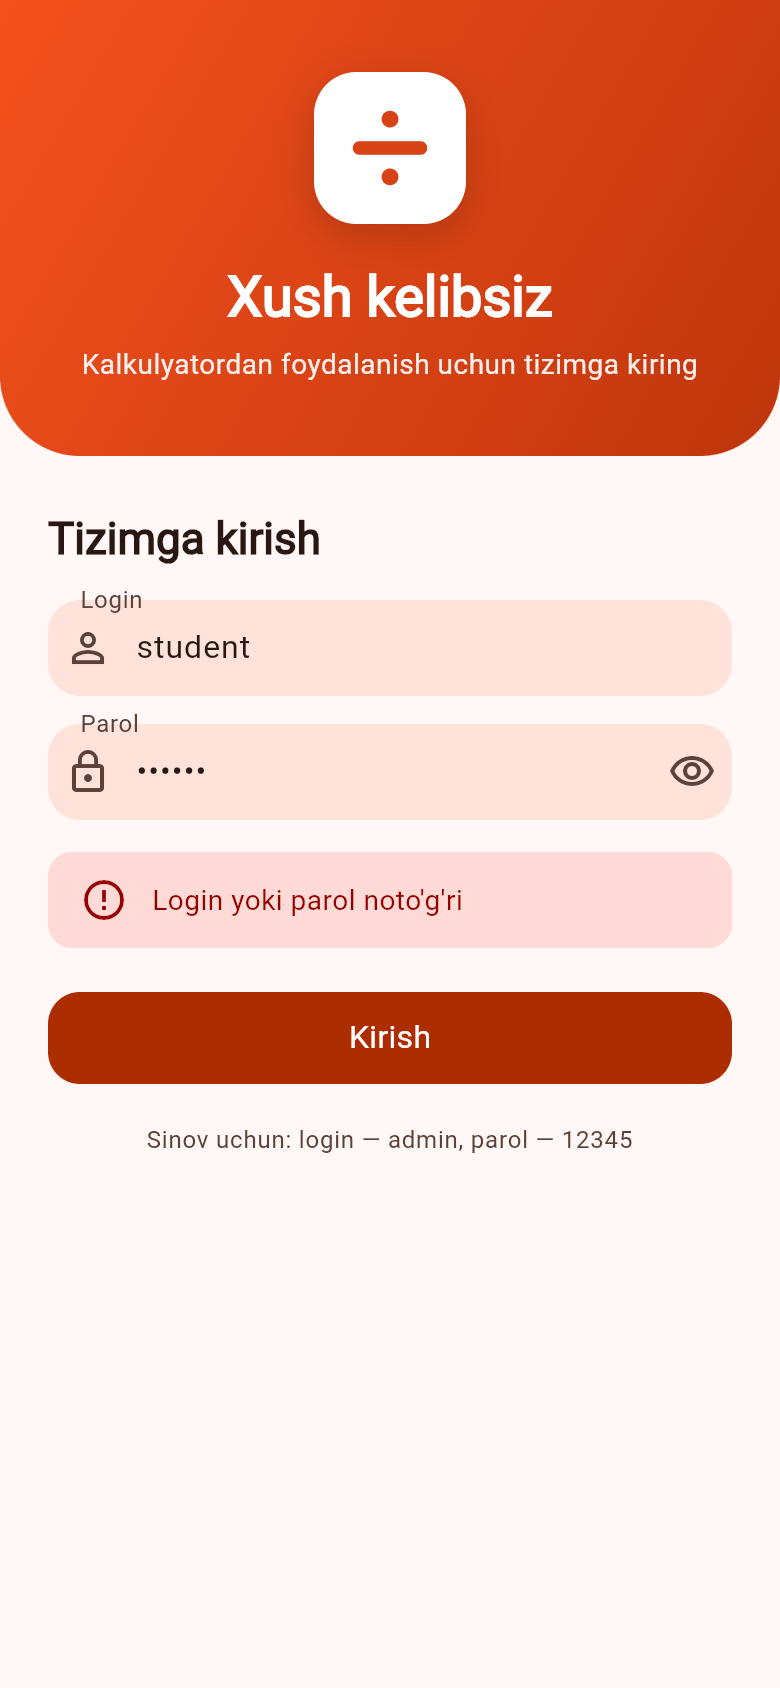 Xush kelibsiz
Kalkulyatordan foydalanish uchun tizimga kiring
Tizimga kirish
Login
student
Parol
••••••
Login yoki parol noto'g'ri
Kirish
Sinov uchun: login — admin, parol — 12345